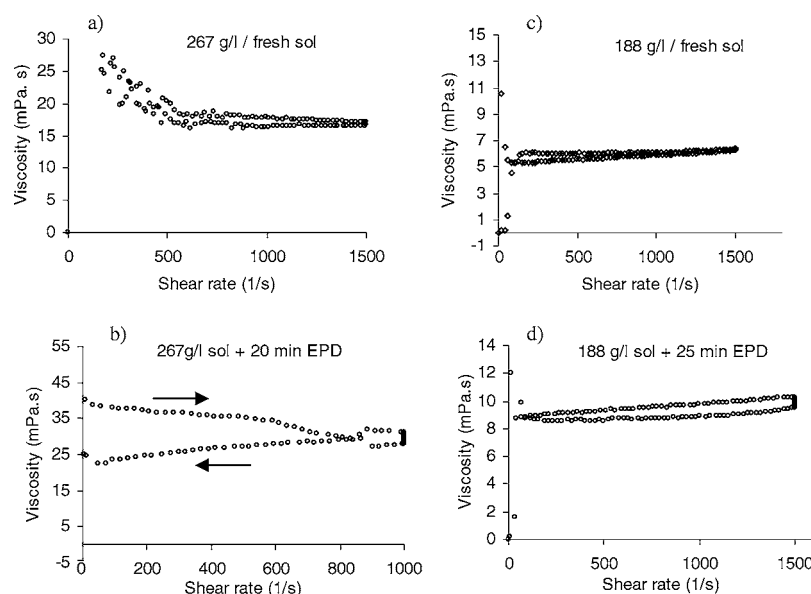 a)
267 g/l / fresh sol
Viscosity (mPa.s)
30
25
20
15
10
5
0
0 500 1000 1500
Shear rate (1/s)
c)
188 g/l / fresh sol
Viscosity (mPa.s)
15
13
11
9
7
5
3
1
-1
0 500 1000 1500
Shear rate (1/s)
b)
267g/l sol + 20 min EPD
Viscosity (mPa.s)
55
45
35
25
15
5
-5
0 200 400 600 800 1000
Shear rate (1/s)
d)
188 g/l sol + 25 min EPD
Viscosity (mPa.s)
14
12
10
8
6
4
2
0
0 500 1000 1500
Shear rate (1/s)